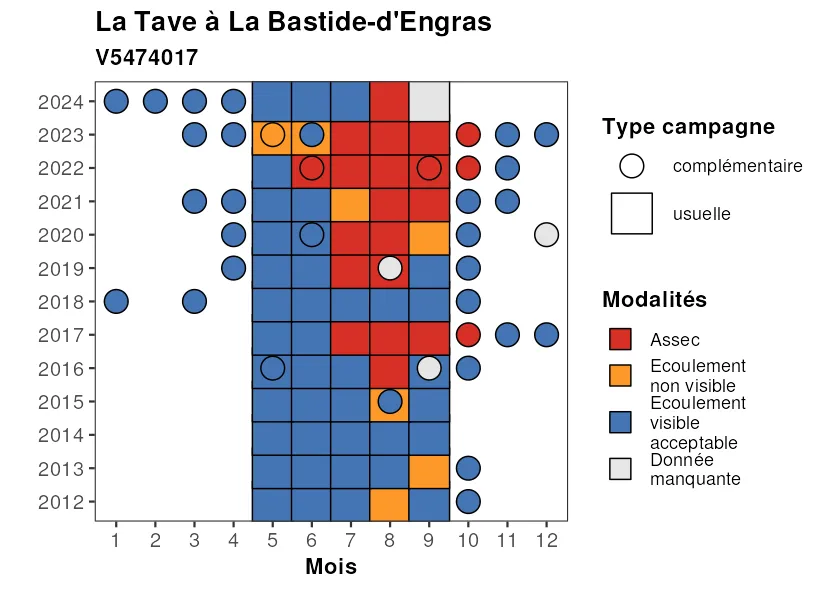 La Tave à La Bastide-d'Engras
V5474017
2024
2023
2022
2021
2020
2019
2018
2017
2016
2015
2014
2013
2012
1 2 3 4 5 6 7 8 9 10 11 12
Mois
Type campagne
complémentaire
usuelle
Modalités
Assec
Ecoulement
non visible
Ecoulement
visible
acceptable
Donnée
manquante